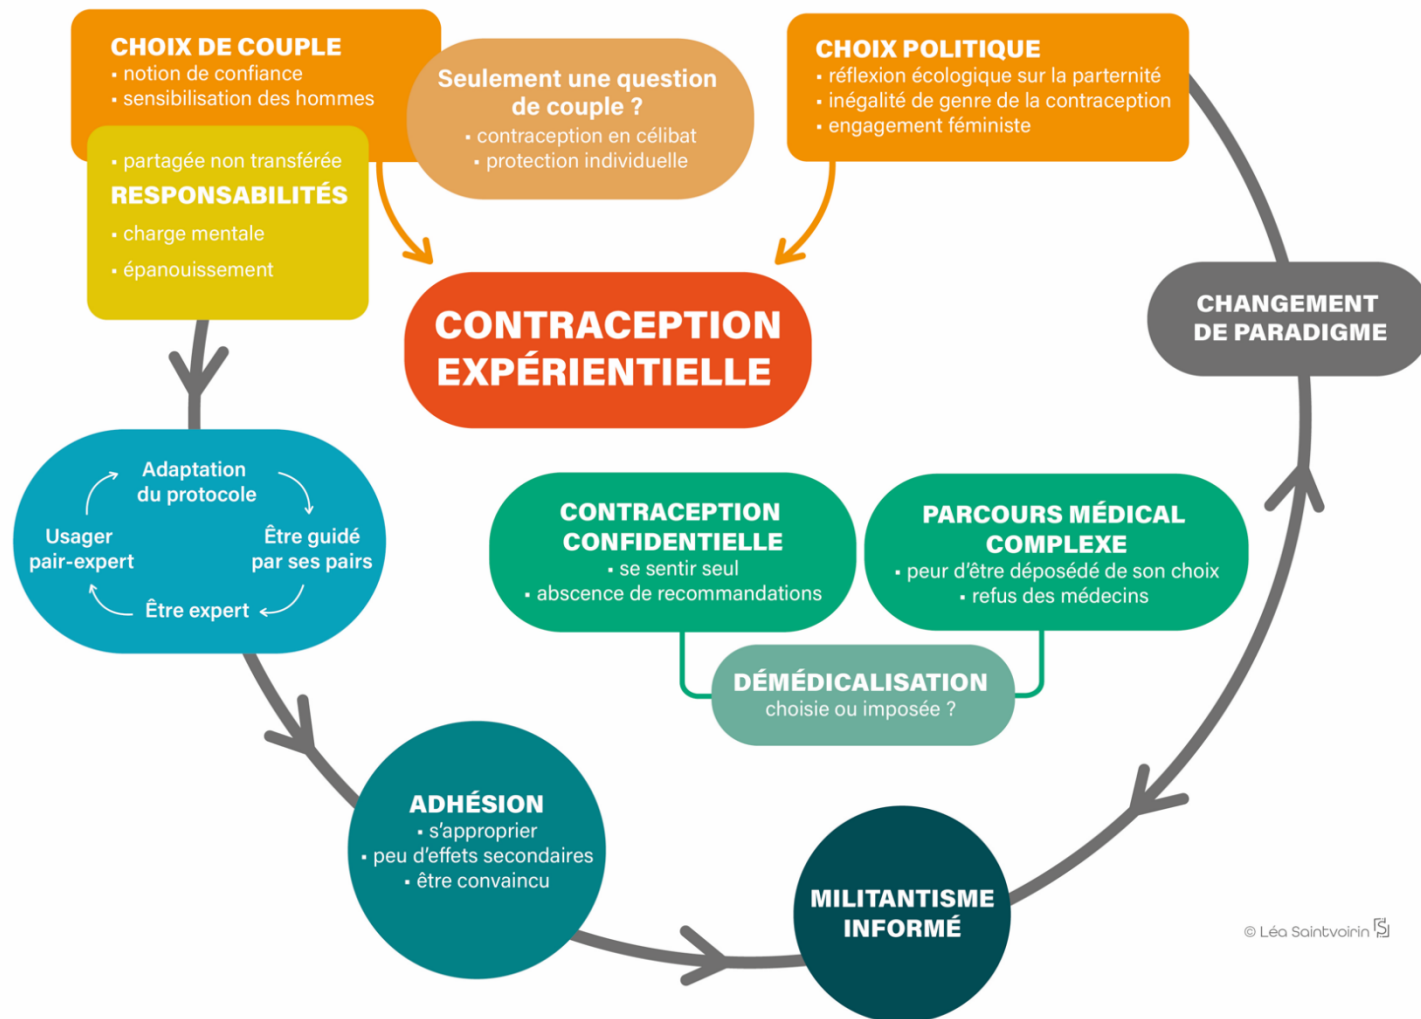 CHOIX DE COUPLE
▪ notion de confiance
▪ sensibilisation des hommes
▪ partagée non transférée
RESPONSABILITÉS
▪ charge mentale
▪ épanouissement
Seulement une question
de couple ?
▪ contraception en célibat
▪ protection individuelle
CHOIX POLITIQUE
▪ réflexion écologique sur la parternité
▪ inégalité de genre de la contraception
▪ engagement féministe
CONTRACEPTION
EXPÉRIENTIELLE
CHANGEMENT
DE PARADIGME
Adaptation
du protocole
Être guidé
par ses pairs
Être expert
Usager
pair-expert
CONTRACEPTION
CONFIDENTIELLE
▪ se sentir seul
▪ abscence de recommandations
PARCOURS MÉDICAL
COMPLEXE
▪ peur d'être déposédé de son choix
▪ refus des médecins
DÉMÉDICALISATION
choisie ou imposée ?
ADHÉSION
▪ s'approprier
▪ peu d'effets secondaires
▪ être convaincu
MILITANTISME
INFORMÉ
© Léa Saintvoirin